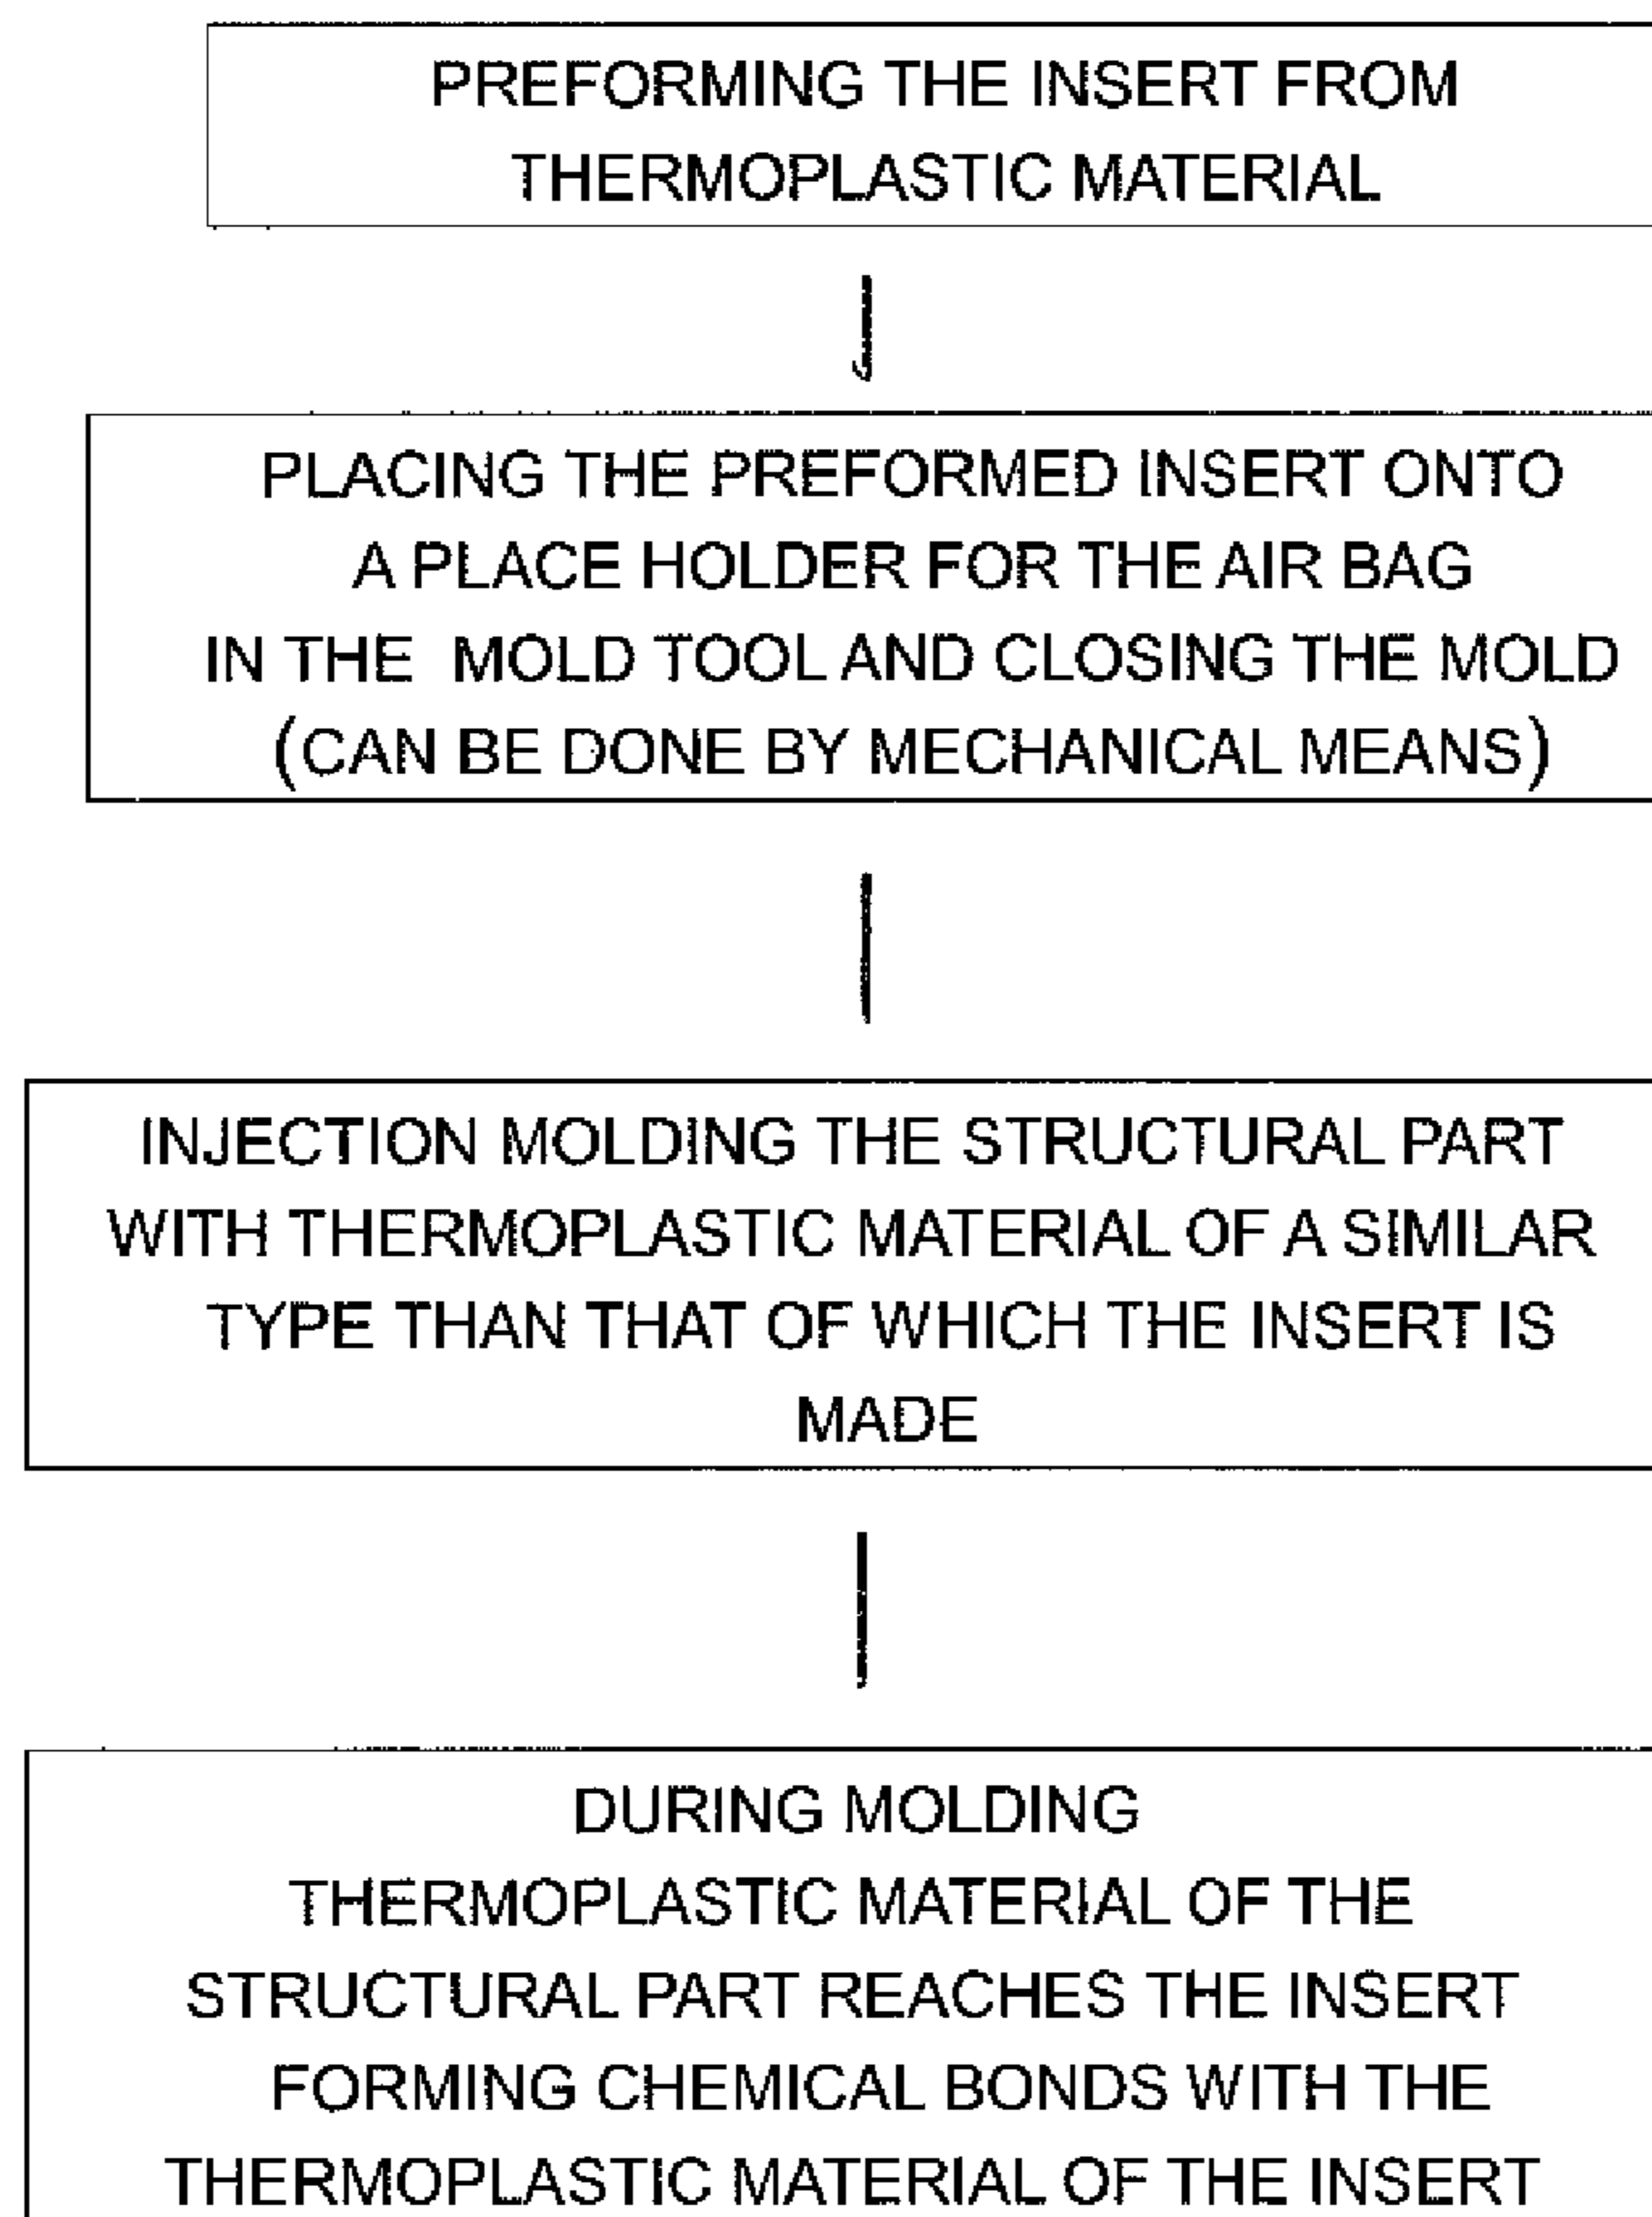 PREFORMING THE INSERT FROM
THERMOPLASTIC MATERIAL
PLACING THE PREFORMED INSERT ONTO
A PLACE HOLDER FOR THE AIR BAG
IN THE MOLD TOOL AND CLOSING THE MOLD
(CAN BE DONE BY MECHANICAL MEANS)
INJECTION MOLDING THE STRUCTURAL PART
WITH THERMOPLASTIC MATERIAL OF A SIMILAR
TYPE THAN THAT OF WHICH THE INSERT IS
MADE
DURING MOLDING
THERMOPLASTIC MATERIAL OF THE
STRUCTURAL PART REACHES THE INSERT
FORMING CHEMICAL BONDS WITH THE
THERMOPLASTIC MATERIAL OF THE INSERT